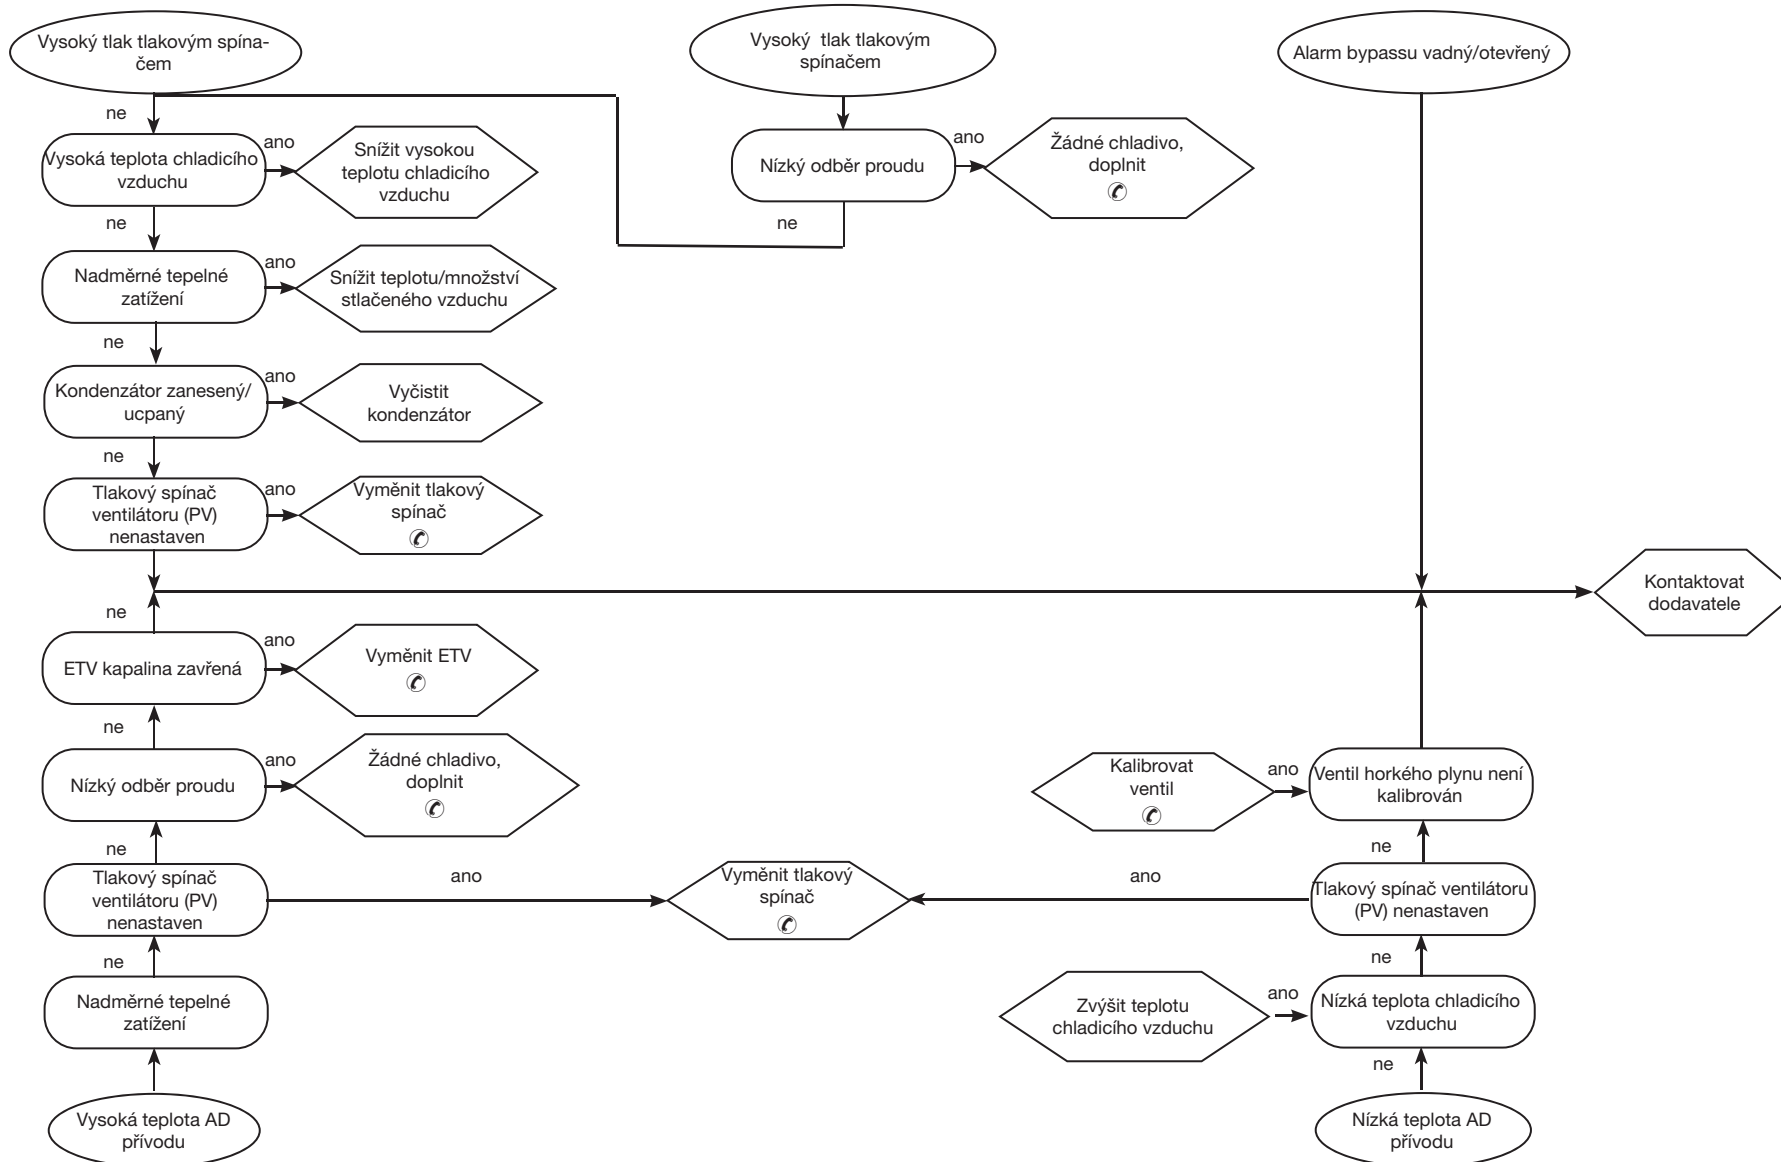 Vysoký tlak tlakovým spína-
čem
Vysoký tlak tlakovým
spínačem
Alarm bypassu vadný/otevřený
ne
Vysoká teplota chladicího
vzduchu
ano
Snížit vysokou
teplotu chladicího
vzduchu
Nízký odběr proudu
ano
Žádné chladivo,
doplnit
ne
ne
Nadměrné tepelné
zatížení
ano
Snížit teplotu/množství
stlačeného vzduchu
ne
Kondenzátor zanesený/
ucpaný
ano
Vyčistit
kondenzátor
ne
Tlakový spínač
ventilátoru (PV)
nenastaven
ano
Vyměnit tlakový
spínač
Kontaktovat
dodavatele
ne
ETV kapalina zavřená
ano
Vyměnit ETV
ne
Nízký odběr proudu
ano
Žádné chladivo,
doplnit
Kalibrovat
ventil
ano
Ventil horkého plynu není
kalibrován
ne
ne
Tlakový spínač
ventilátoru (PV)
nenastaven
ano
Vyměnit tlakový
spínač
ano
Tlakový spínač ventilátoru
(PV) nenastaven
ne
ne
Nadměrné tepelné
zatížení
Zvýšit teplotu
chladicího vzduchu
ano
Nízká teplota chladicího
vzduchu
ne
Vysoká teplota AD
přívodu
Nízká teplota AD
přívodu